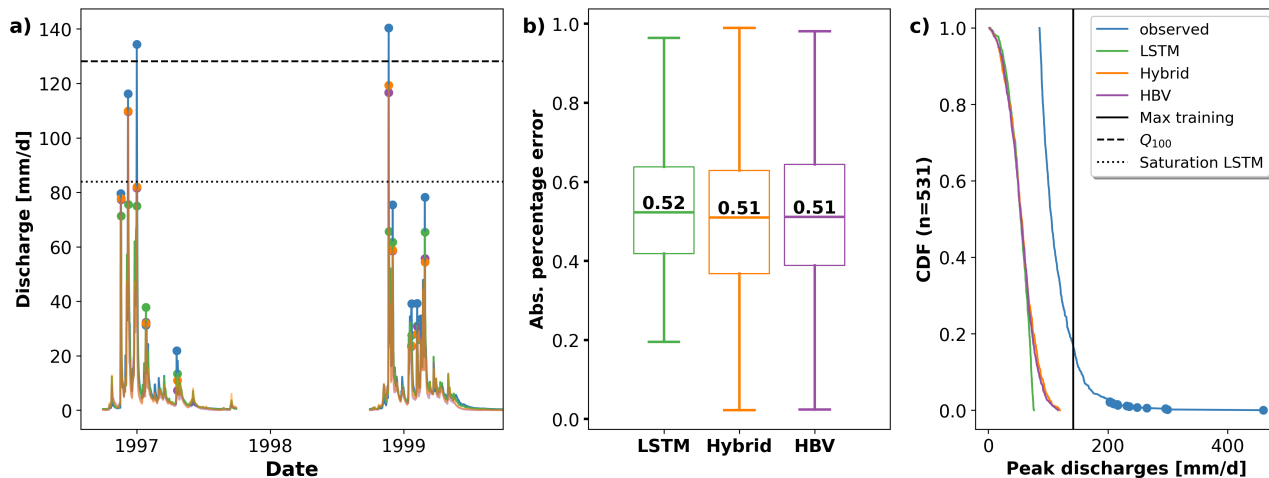 a)
Discharge [mm/d]
140
120
100
80
60
40
20
0
1997
1998
1999
Date
b)
Abs. percentage error
1.0
0.8
0.6
0.4
0.2
0.0
0.52
0.51
0.51
LSTM
Hybrid
HBV
c)
CDF (n=531)
1.0
0.8
0.6
0.4
0.2
0.0
0
200
400
Peak discharges [mm/d]
observed
LSTM
Hybrid
HBV
Max training
Q100
Saturation LSTM